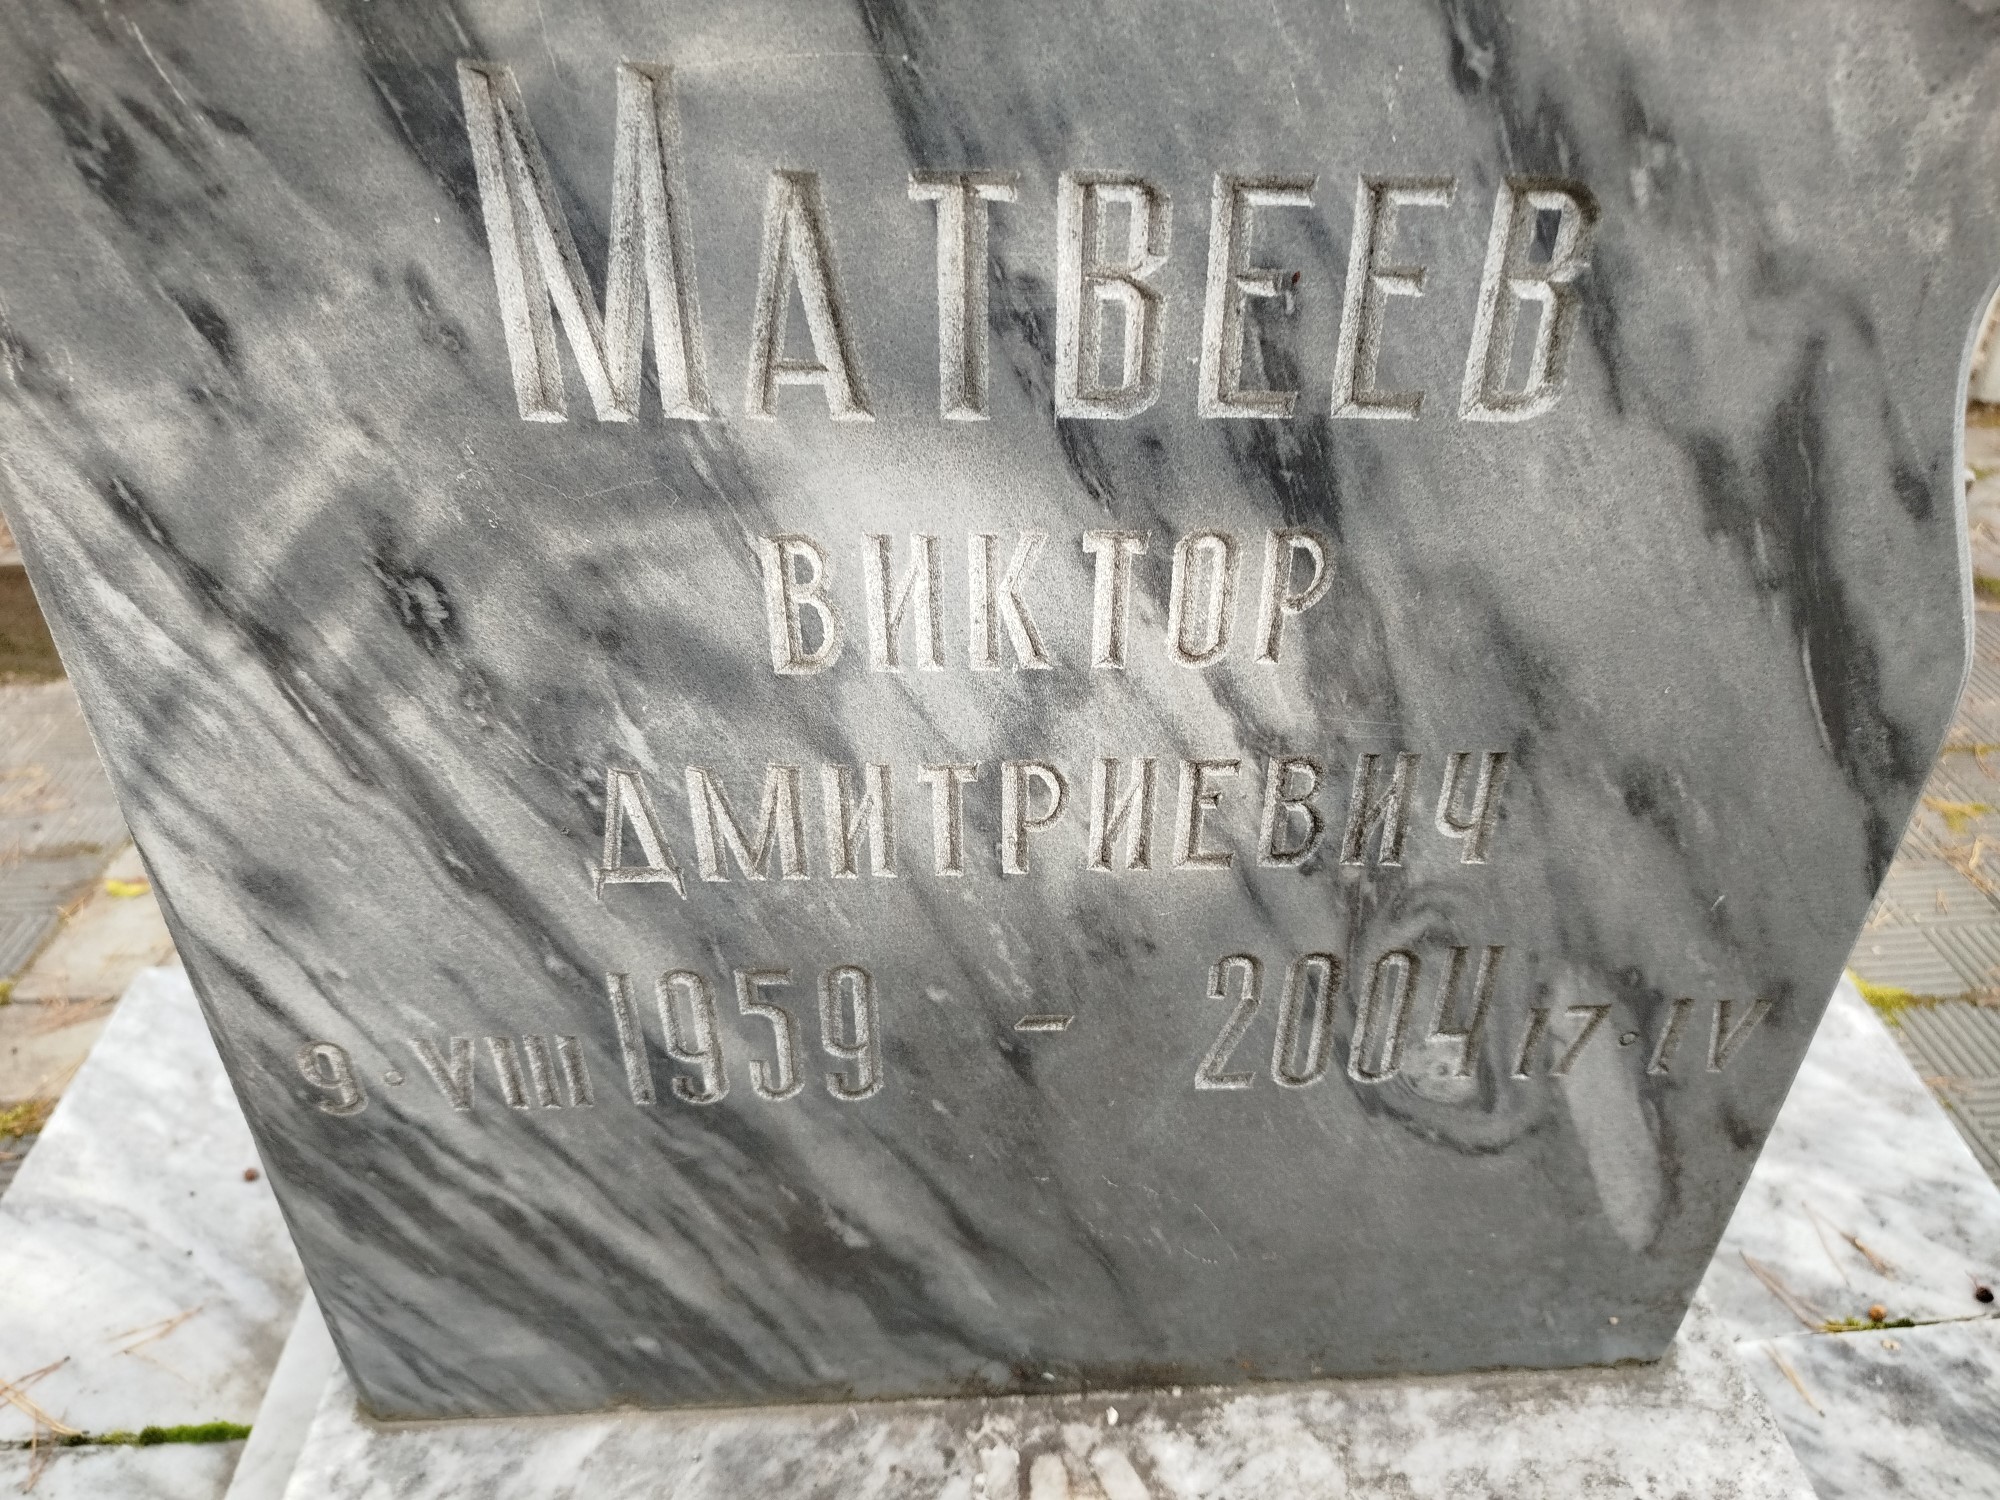 МАТВЕЕВ
ВИКТОР
ДМИТРИЕВИЧ
9·VIII 1959 - 2004 17·IV